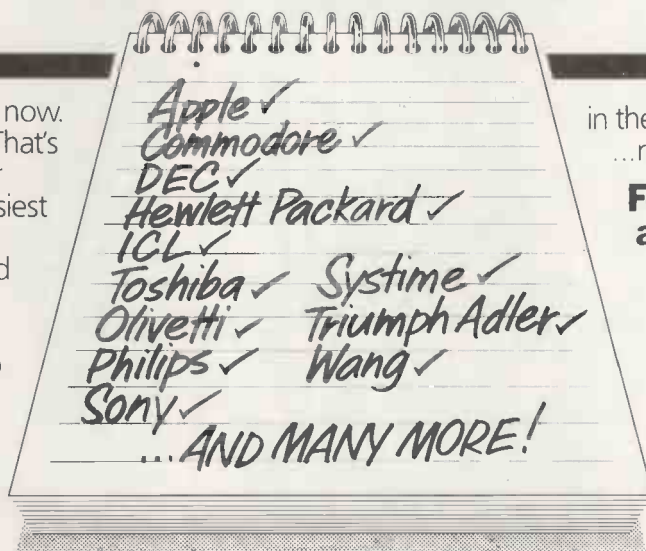 now.
That's
siest
d
in the
...r
F
a
Apple ✓
Commodore ✓
DEC ✓
Hewlett Packard ✓
ICL ✓
Toshiba ✓ Systime ✓
Olivetti ✓ Triumph Adler ✓
Philips ✓ Wang ✓
Sony ✓
...AND MANY MORE!